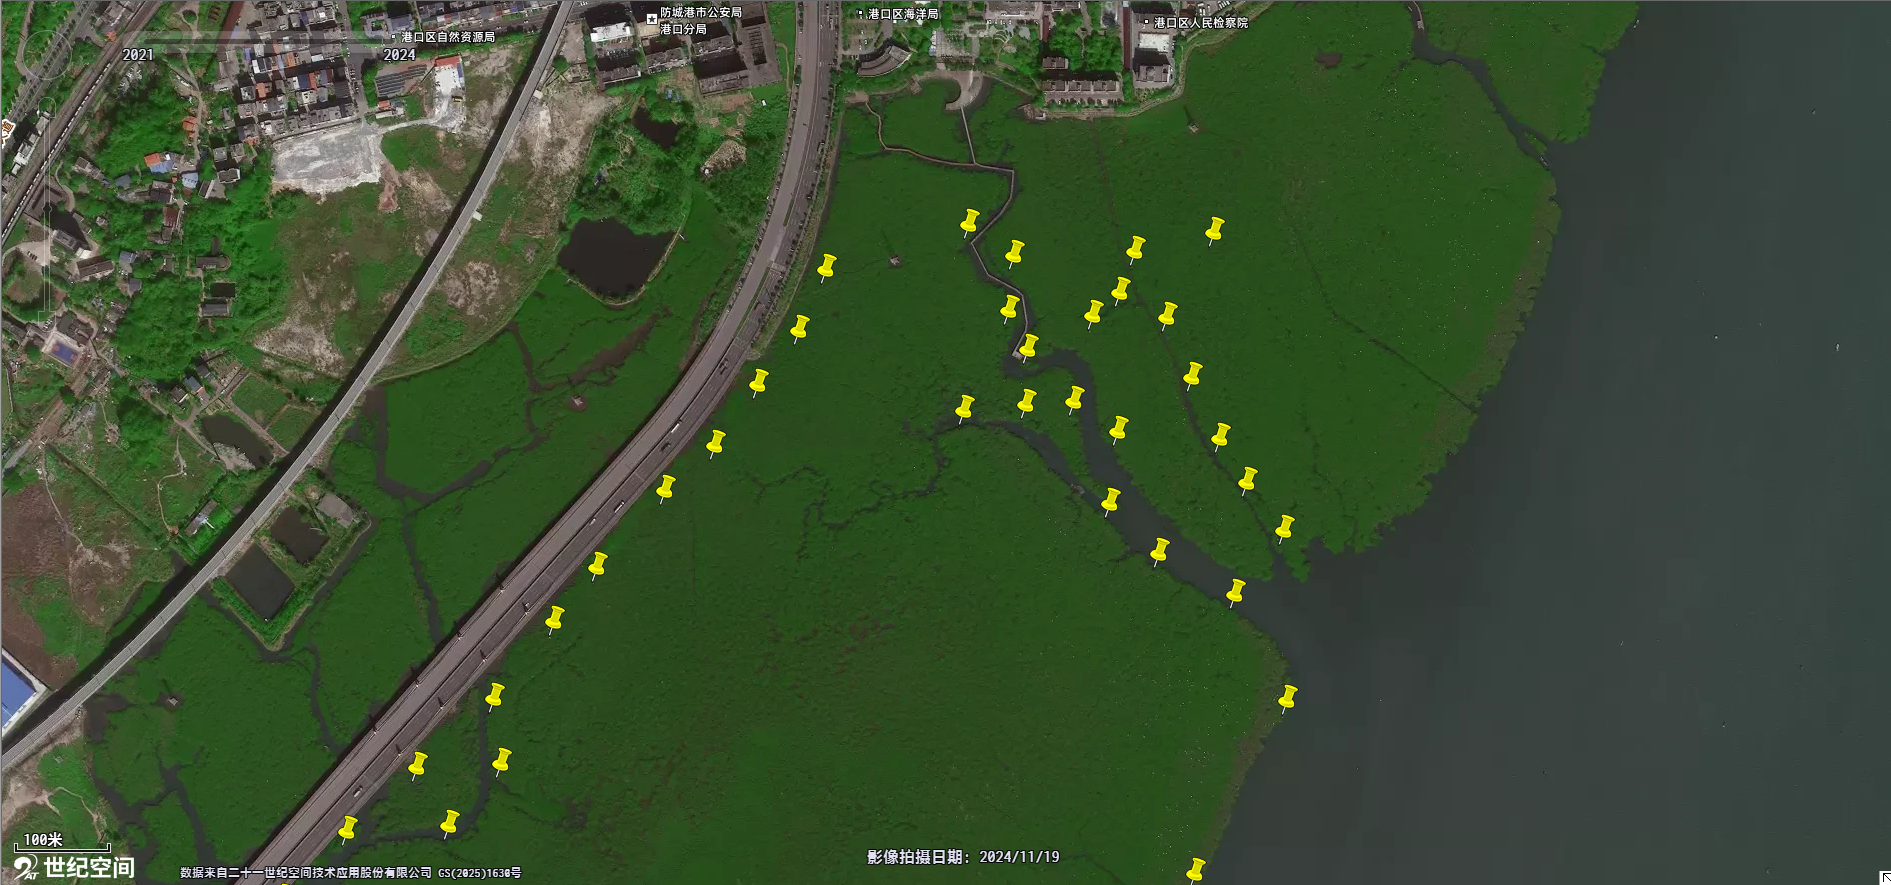 防城港市公安局
港口分局
港口区海洋局
港口区人民检察院
港口区自然资源局
2021
2024
100米
世纪空间
21AT
数据来自二十一世纪空间技术应用股份有限公司 GS(2025)1630号
影像拍摄日期: 2024/11/19